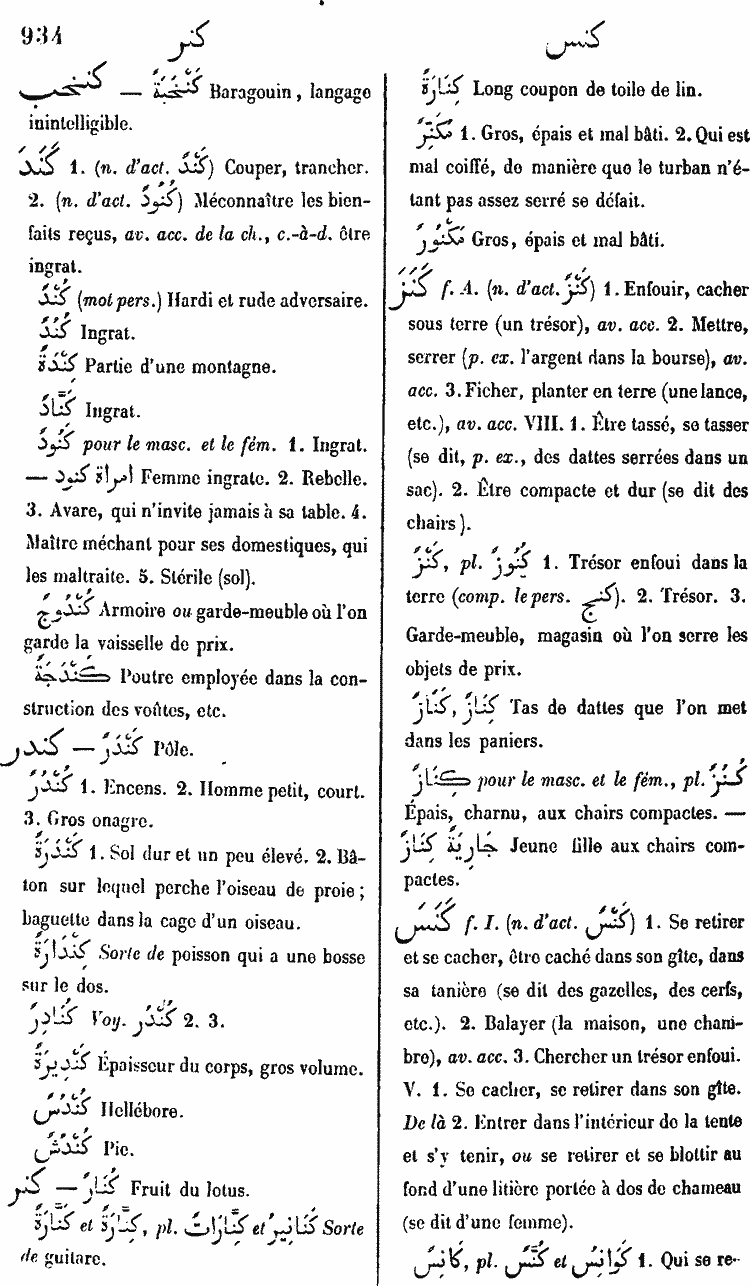 934
كنر
كنس
كنخب — كَنْخَبَةٌ Baragouin, langage
inintelligible.
كَنَدَ 1. (n. d'act. كَنْدٌ) Couper, trancher.
2. (n. d'act. كُنُودٌ) Méconnaître les bien-
faits reçus, av. acc. de la ch., c.-à-d. être
ingrat.
كُنْدٌ (mot pers.) Hardi et rude adversaire.
كُنُدٌ Ingrat.
كُنْدَةٌ Partie d'une montagne.
كَنَّادٌ Ingrat.
كَنُودٌ pour le masc. et le fém. 1. Ingrat.
— امرأة كنود Femme ingrate. 2. Rebelle.
3. Avare, qui n'invite jamais à sa table. 4.
Maître méchant pour ses domestiques, qui
les maltraite. 5. Stérile (sol).
كَنْدُوجٌ Armoire ou garde-meuble où l'on
garde la vaisselle de prix.
كَنْدَجَةٌ Poutre employée dans la con-
struction des voûtes, etc.
كندر — كَنْدَرٌ Pôle.
كُنْدُرٌ 1. Encens. 2. Homme petit, court.
3. Gros onagre.
كُنْدُرَةٌ 1. Sol dur et un peu élevé. 2. Bâ-
ton sur lequel perche l'oiseau de proie;
baguette dans la cage d'un oiseau.
كِنْدَارَةٌ Sorte de poisson qui a une bosse
sur le dos.
كُنَادِرٌ Voy. كُنْدُرٌ 2. 3.
كُنْدِيرَةٌ Épaisseur du corps, gros volume.
كُنْدُسٌ Hellébore.
كُنْدُشٌ Pie.
كنر — كَنَارٌ Fruit du lotus.
كَنَّارَةٌ et كِنَّارَةٌ, pl. كِنَّارَاتٌ et كَنَانِيرُ Sorte
de guitare.
كِنَارَةٌ Long coupon de toile de lin.
مُكَنِّرٌ 1. Gros, épais et mal bâti. 2. Qui est
mal coiffé, de manière que le turban n'é-
tant pas assez serré se défait.
مُكَنْوِرٌ Gros, épais et mal bâti.
كَنَزَ f. A. (n. d'act. كَنْزٌ) 1. Enfouir, cacher
sous terre (un trésor), av. acc. 2. Mettre,
serrer (p. ex. l'argent dans la bourse), av.
acc. 3. Ficher, planter en terre (une lance,
etc.), av. acc. VIII. 1. Être tassé, se tasser
(se dit, p. ex., des dattes serrées dans un
sac). 2. Être compacte et dur (se dit des
chairs).
كَنْزٌ, pl. كُنُوزٌ 1. Trésor enfoui dans la
terre (comp. le pers. گنج). 2. Trésor. 3.
Garde-meuble, magasin où l'on serre les
objets de prix.
كَنَازٌ, كِنَازٌ Tas de dattes que l'on met
dans les paniers.
كِنَازٌ pour le masc. et le fém., pl. كُنُزٌ
Épais, charnu, aux chairs compactes. —
جَارِيَةٌ كِنَازٌ Jeune fille aux chairs com-
pactes.
كَنَسَ f. I. (n. d'act. كَنْسٌ) 1. Se retirer
et se cacher, être caché dans son gîte, dans
sa tanière (se dit des gazelles, des cerfs,
etc.). 2. Balayer (la maison, une cham-
bre), av. acc. 3. Chercher un trésor enfoui.
V. 1. Se cacher, se retirer dans son gîte.
De là 2. Entrer dans l'intérieur de la tente
et s'y tenir, ou se retirer et se blottir au
fond d'une litière portée à dos de chameau
(se dit d'une femme).
كَانِسٌ, pl. كُنَّسٌ et كَوَانِسُ 1. Qui se re-